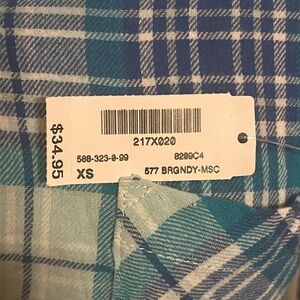 $34.95
217X020
588-323-9-99
8209C4
XS
577 BRGNDY-MSC